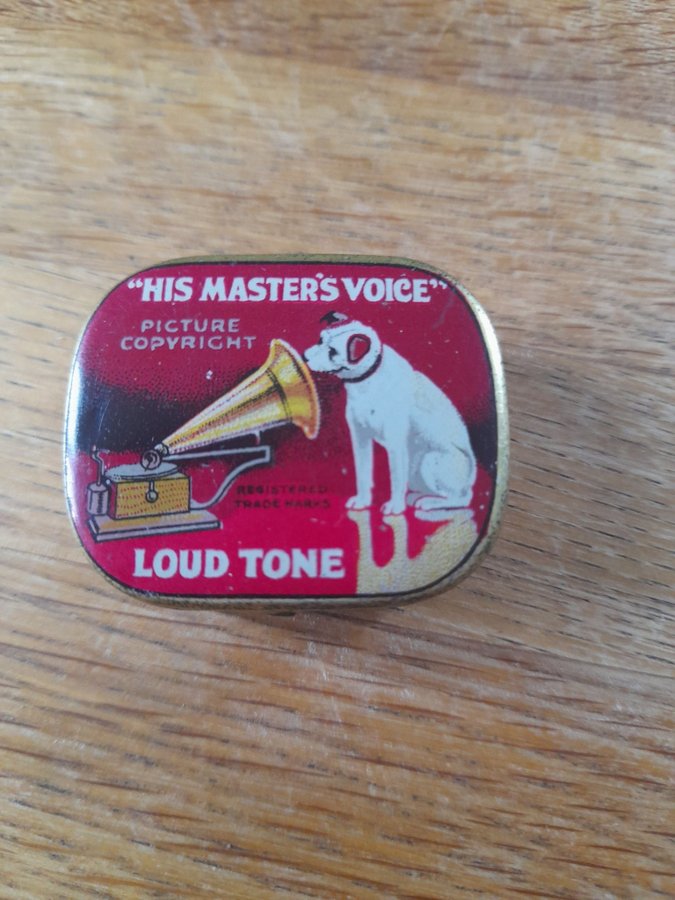 "HIS MASTER'S VOICE"
PICTURE
COPYRIGHT
REGISTERED
TRADE MARKS
LOUD TONE